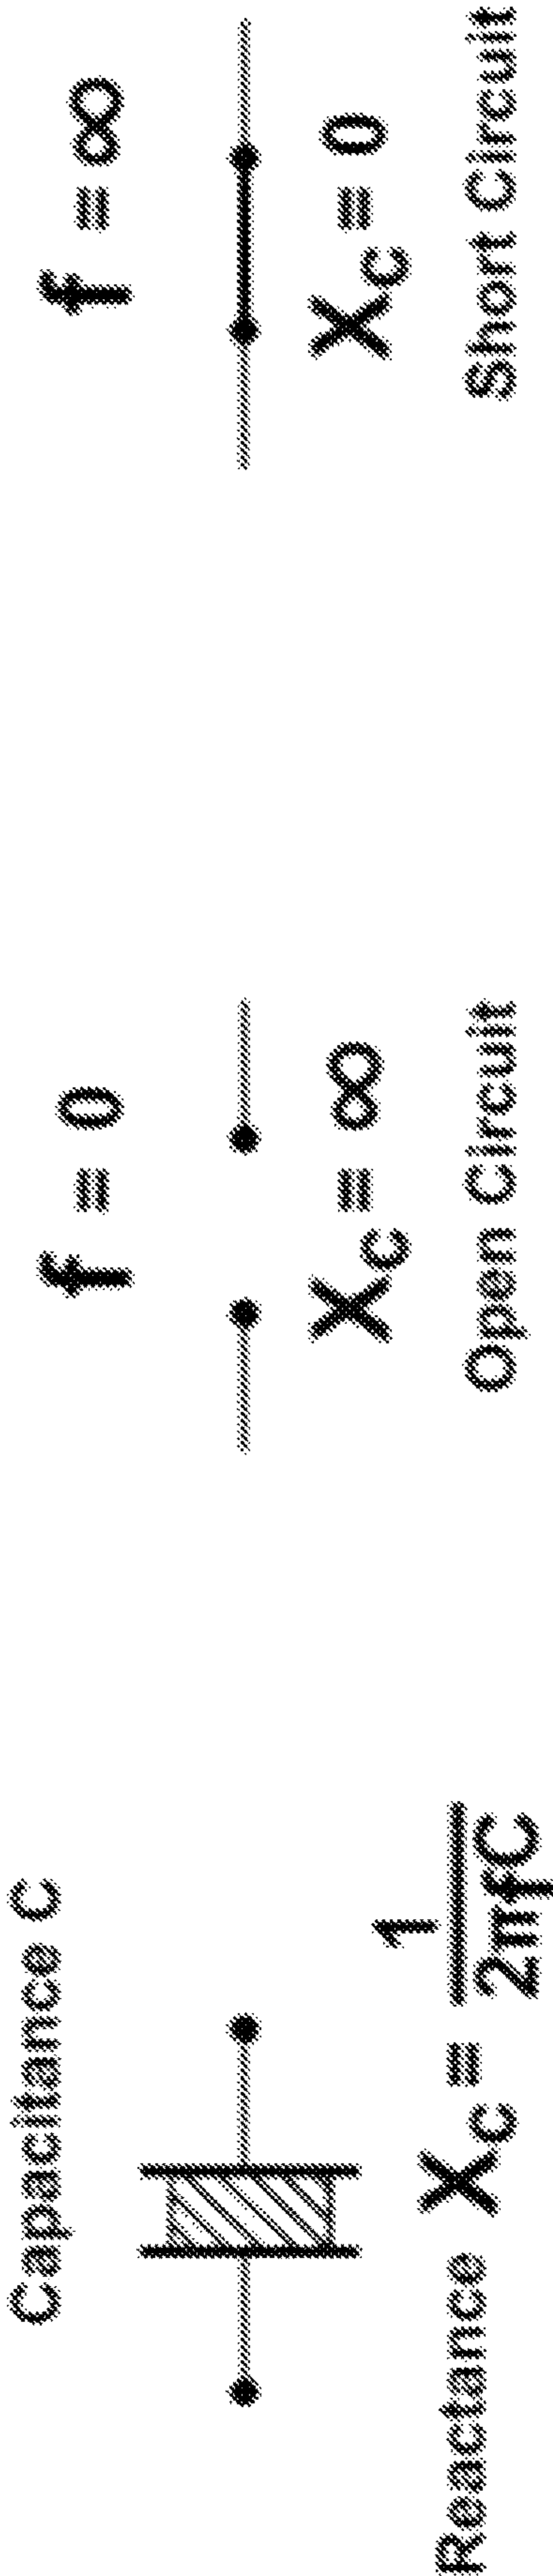 Capacitance C
Reactance Xc = 1/2πfC
f = 0
Xc = ∞
Open Circuit
f = ∞
Xc = 0
Short Circuit